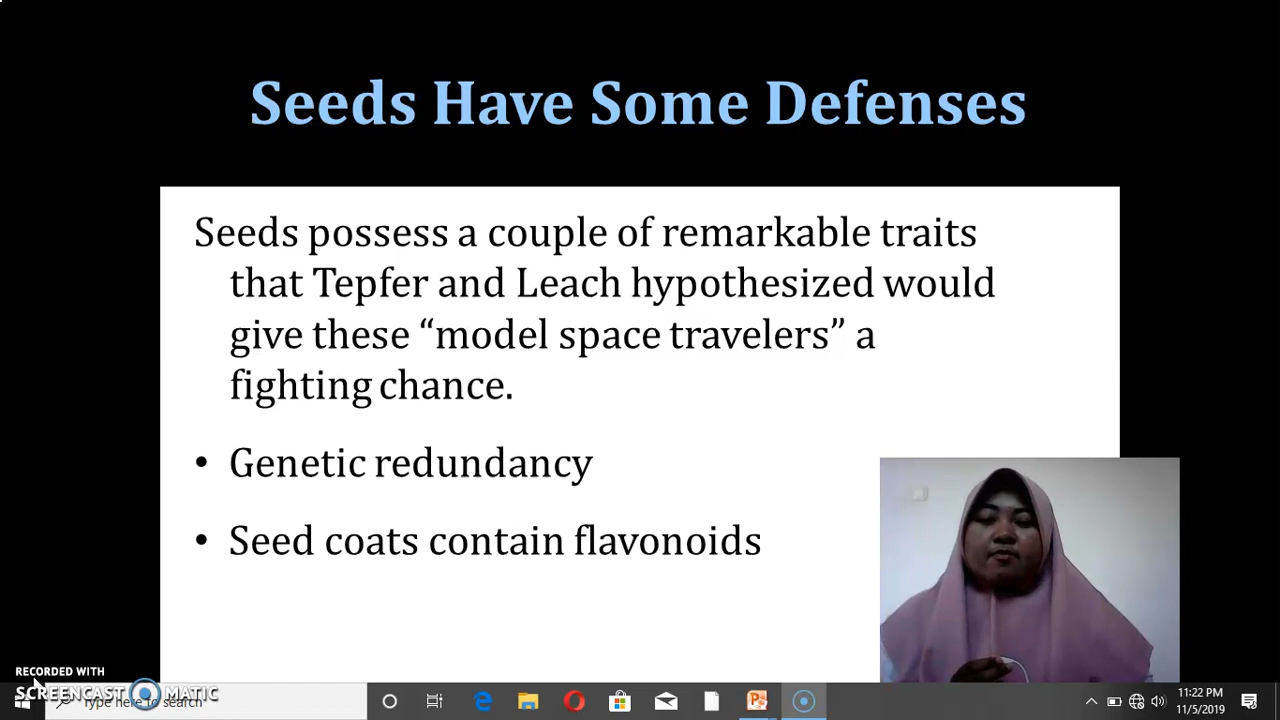 Seeds Have Some Defenses
Seeds possess a couple of remarkable traits
that Tepfer and Leach hypothesized would
give these “model space travelers” a
fighting chance.
• Genetic redundancy
• Seed coats contain flavonoids
RECORDED WITH
SCREENCAST MATIC
Type here to search
11:22 PM
11/5/2019